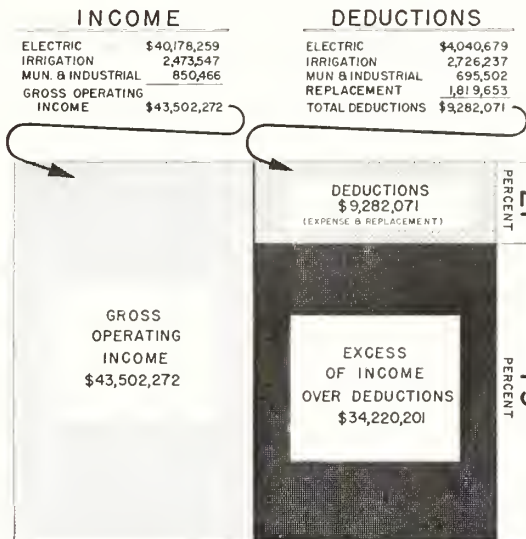 INCOME
ELECTRIC $40,178,259
IRRIGATION 2,473,547
MUN. & INDUSTRIAL 850,466
GROSS OPERATING
INCOME $43,502,272
DEDUCTIONS
ELECTRIC $4,040,679
IRRIGATION 2,726,237
MUN & INDUSTRIAL 695,502
REPLACEMENT 1,819,653
TOTAL DEDUCTIONS $9,282,071
DEDUCTIONS
$9,282,071
(EXPENSE & REPLACEMENT)
PERCENT
GROSS
OPERATING
INCOME
$43,502,272
EXCESS
OF INCOME
OVER DEDUCTIONS
$34,220,201
PERCENT